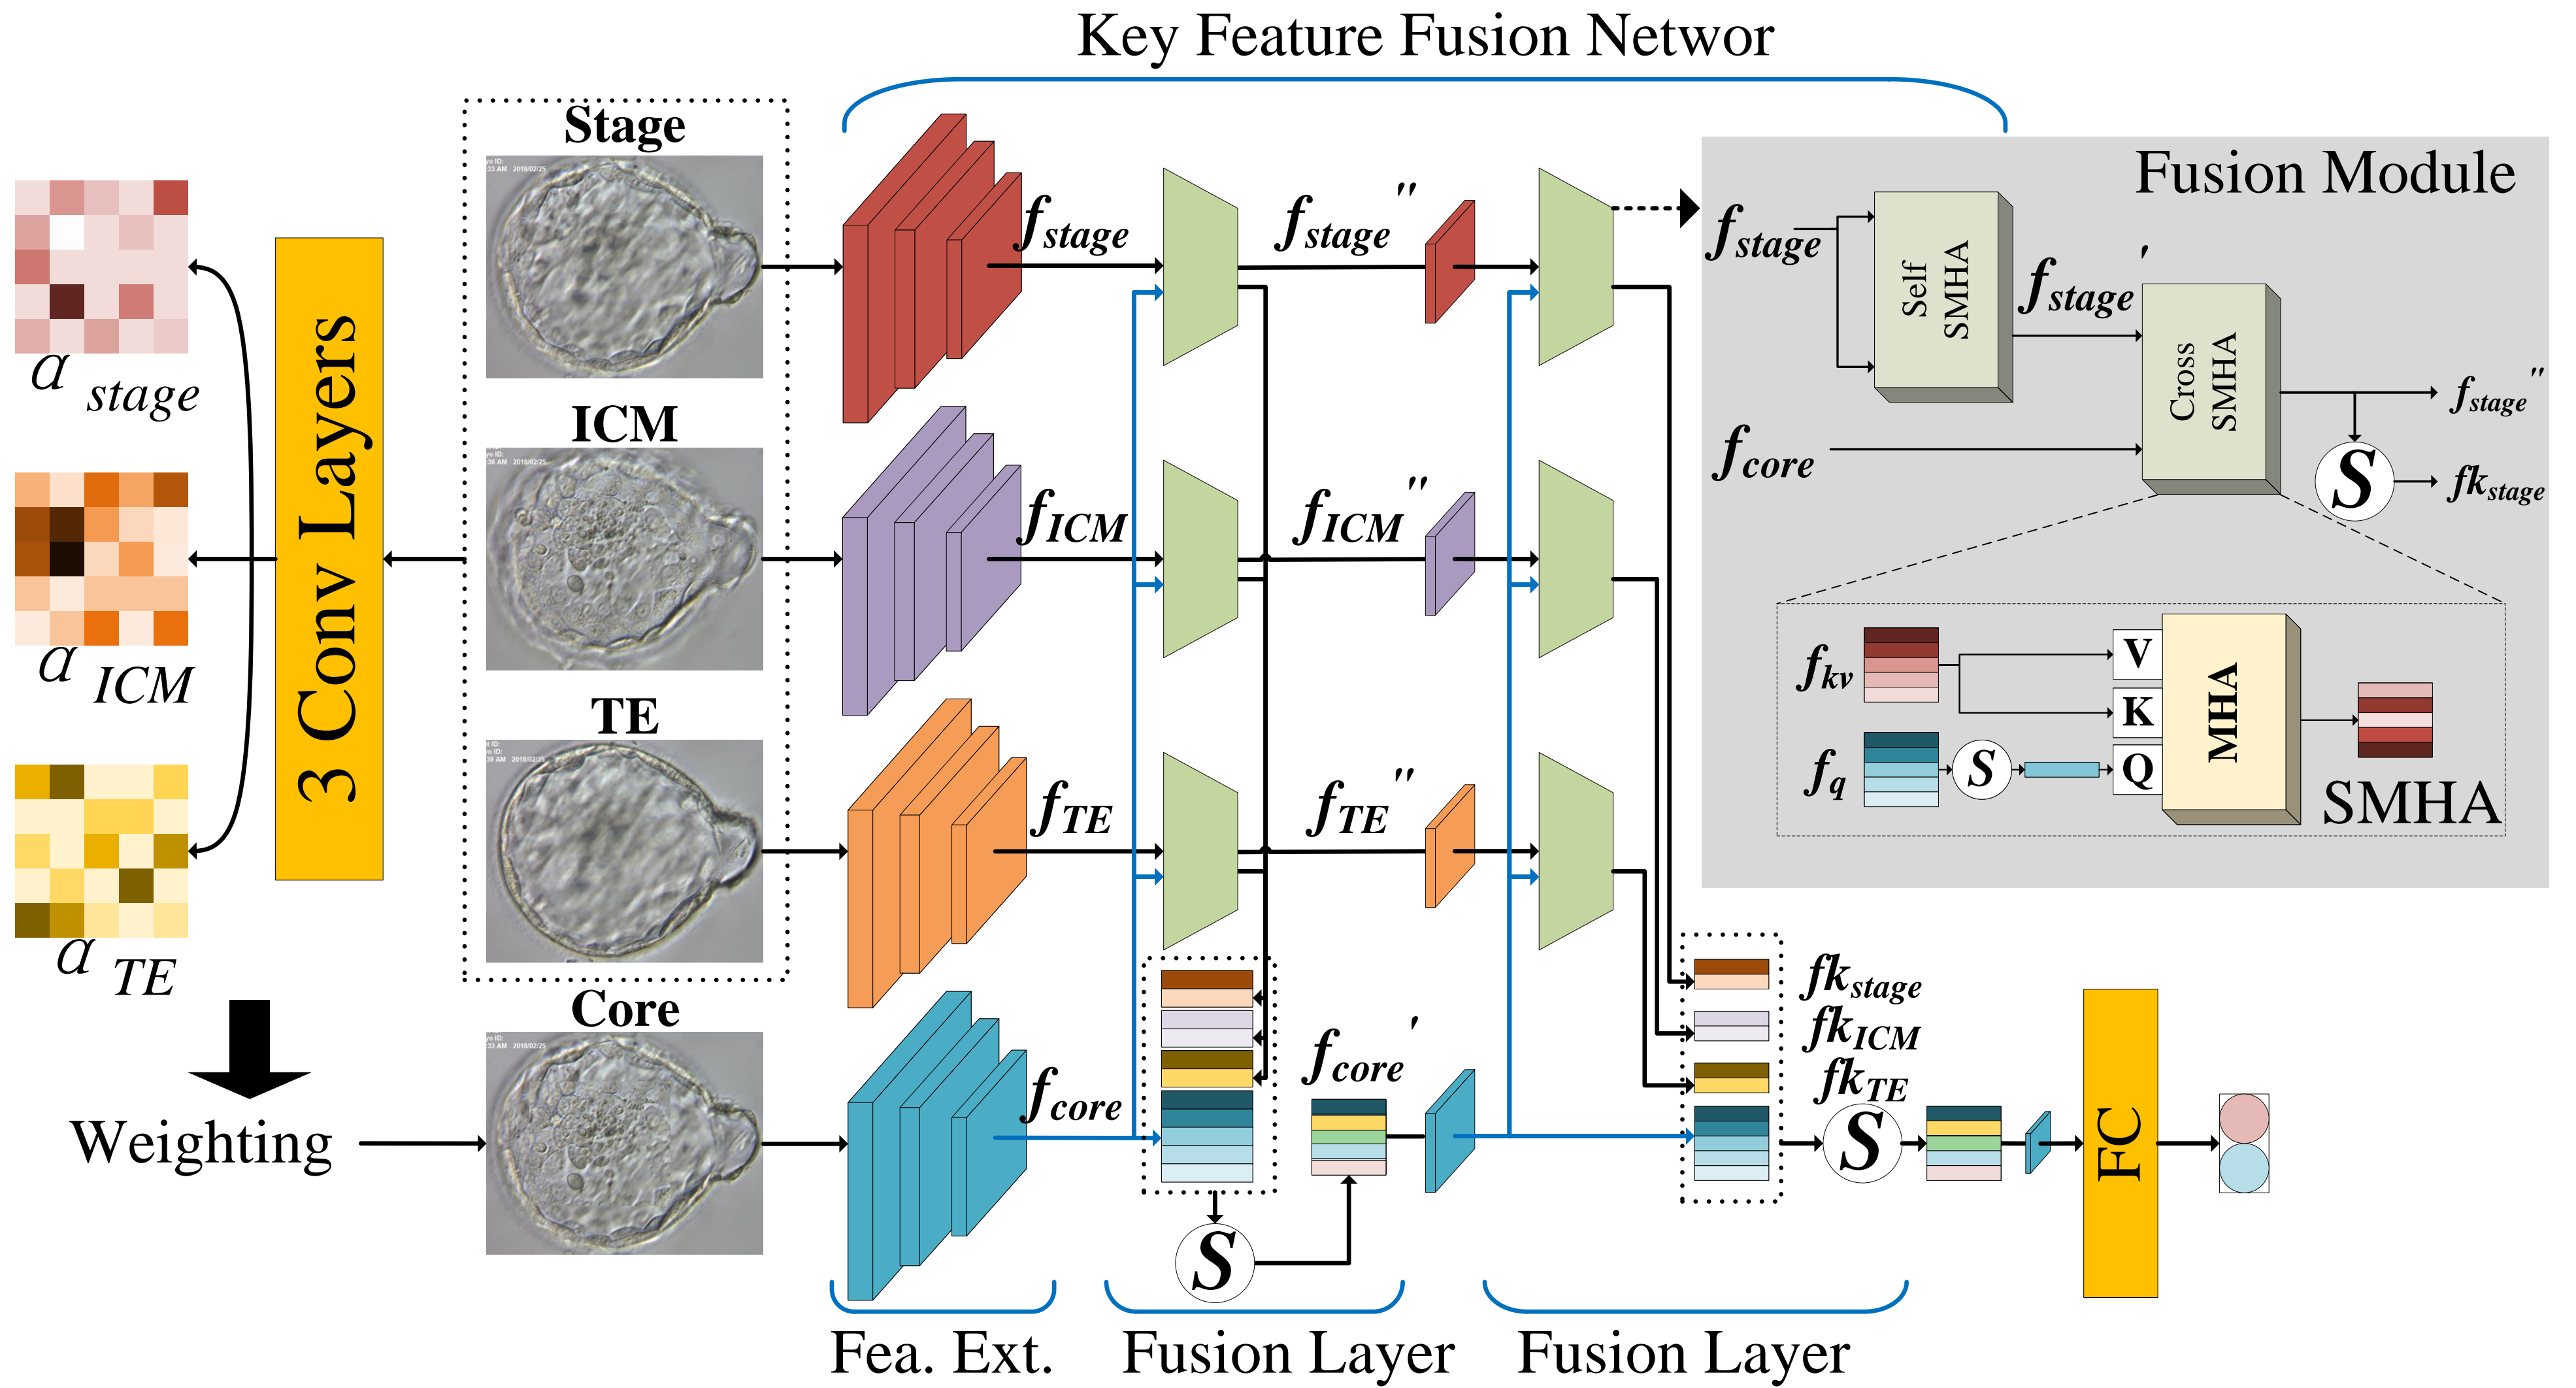 Key Feature Fusion Networ
Stage
ICM
TE
Core
α stage
α ICM
α TE
3 Conv Layers
Weighting
f stage
f ICM
f TE
f core
f stage ''
f ICM ''
f TE ''
f core '
S
Fea. Ext.
Fusion Layer
Fusion Layer
Fusion Module
f stage
Self
SMHA
f stage '
f core
Cross
SMHA
f stage ''
S
fk stage
f kv
V
K
f q
S
Q
MHA
SMHA
fk stage
fk ICM
fk TE
S
FC